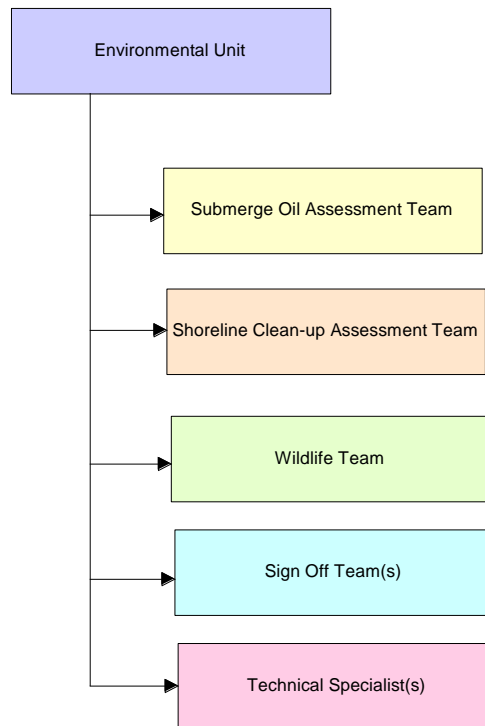 Environmental Unit
Submerge Oil Assessment Team
Shoreline Clean-up Assessment Team
Wildlife Team
Sign Off Team(s)
Technical Specialist(s)